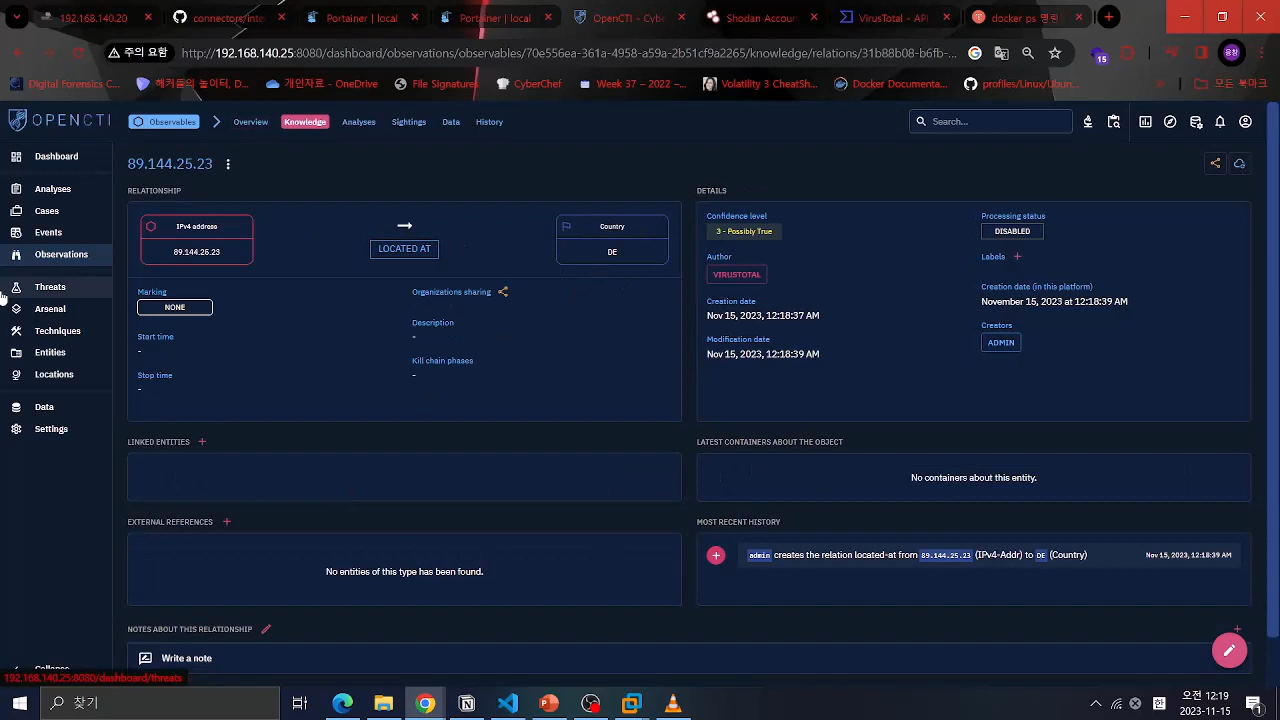 192.168.140.20
connectors/inte
Portainer | local
Portainer | local
OpenCTI - Cybe
Shodan Accoun
VirusTotal - API
docker ps 명령
주의 요함
http://192.168.140.25:8080/dashboard/observations/observables/70e556ea-361a-4958-a59a-2b51cf9a2265/knowledge/relations/31b88b08-b6fb-...
15
Digital Forensics C...
해커들의 놀이터, D...
개인자료 - OneDrive
File Signatures
CyberChef
Week 37 – 2022 –...
Volatility 3 CheatSh...
Docker Documenta...
profiles/Linux/Ubun...
모든 북마크
OPENCTI
Observables
Overview
Knowledge
Analyses
Sightings
Data
History
Search...
Dashboard
Analyses
Cases
Events
Observations
Threats
Arsenal
Techniques
Entities
Locations
Data
Settings
Collapse
89.144.25.23
RELATIONSHIP
IPv4 address
89.144.25.23
LOCATED AT
Country
DE
Marking
NONE
Organizations sharing
Description
-
Start time
-
Kill chain phases
-
Stop time
-
DETAILS
Confidence level
3 - Possibly True
Processing status
DISABLED
Author
VIRUSTOTAL
Labels
Creation date
Nov 15, 2023, 12:18:37 AM
Creation date (in this platform)
November 15, 2023 at 12:18:39 AM
Modification date
Nov 15, 2023, 12:18:39 AM
Creators
ADMIN
LINKED ENTITIES
LATEST CONTAINERS ABOUT THE OBJECT
No containers about this entity.
EXTERNAL REFERENCES
No entities of this type has been found.
MOST RECENT HISTORY
admin creates the relation located-at from 89.144.25.23 (IPv4-Addr) to DE (Country)
Nov 15, 2023, 12:18:39 AM
NOTES ABOUT THIS RELATIONSHIP
Write a note
192.168.140.25:8080/dashboard/threats
찾기
한
오전 12:19
2023-11-15